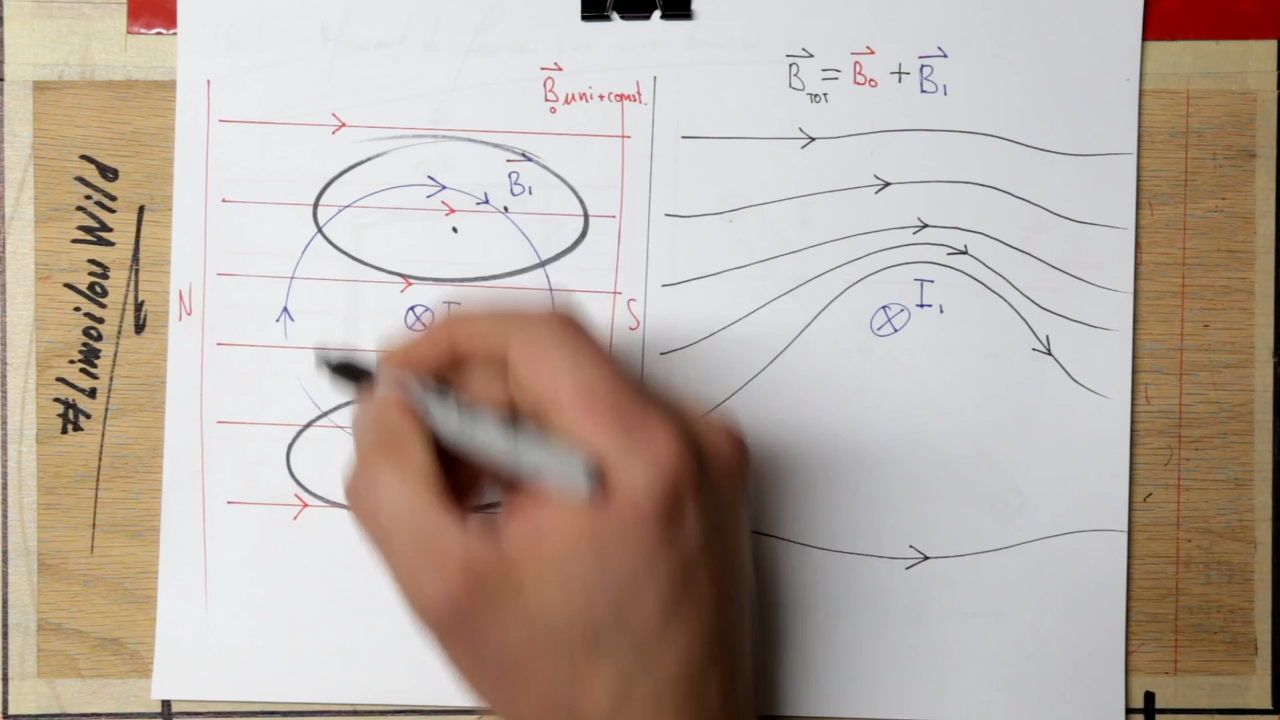 #Limoilou Wild
B₀ uni+const.
B₁
N
I
S
B_TOT = B₀ + B₁
I₁